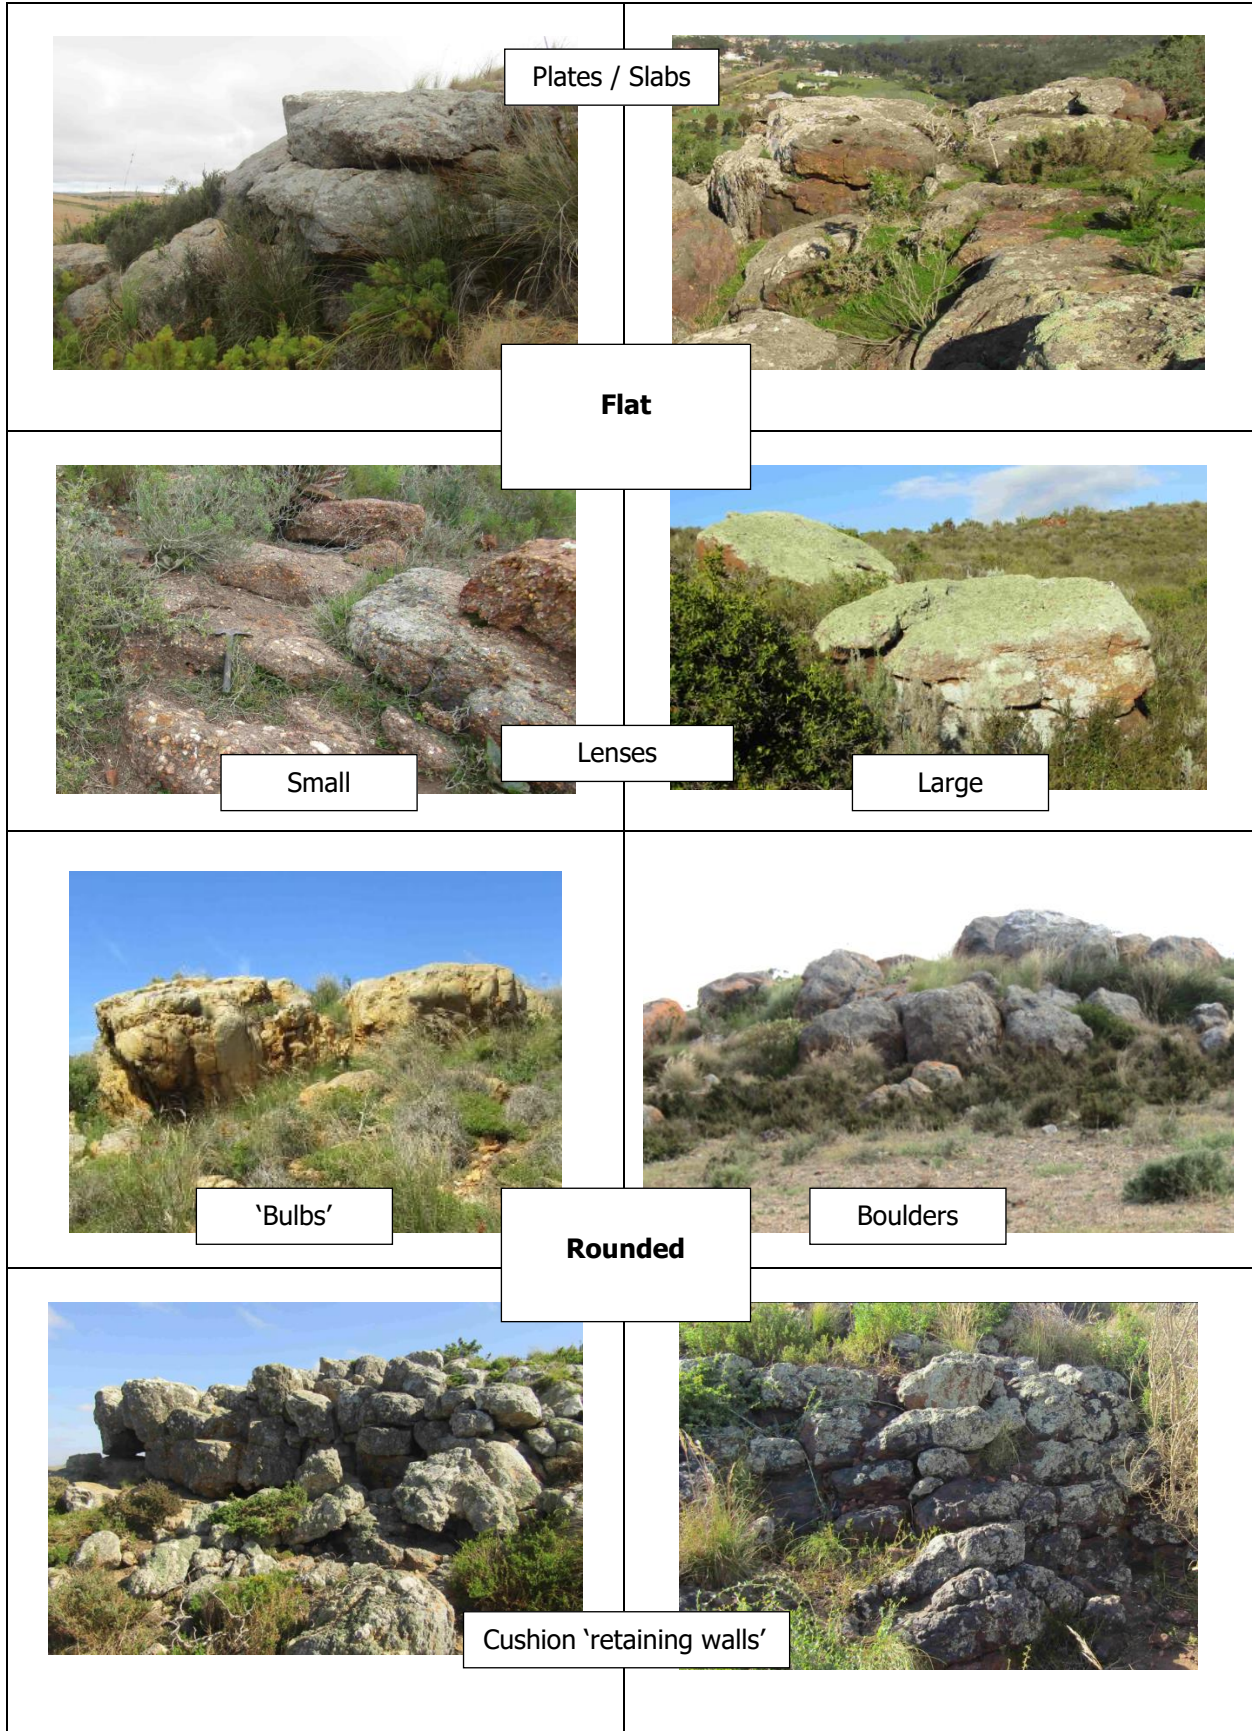 Plates / Slabs
Flat
Lenses
Small
Large
‘Bulbs’
Boulders
Rounded
Cushion ‘retaining walls’